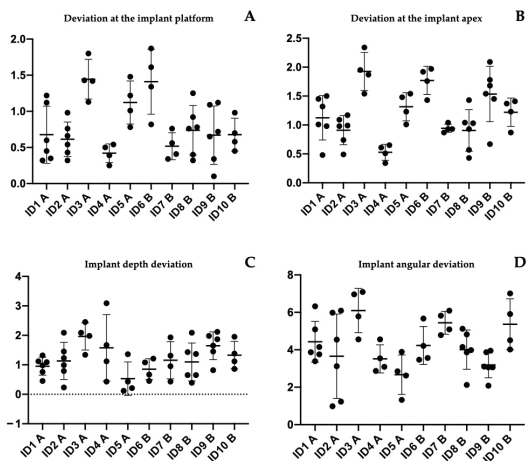 Deviation at the implant platform
A
2.0
1.5
1.0
0.5
0.0
ID1 A
ID2 A
ID3 A
ID4 A
ID5 A
ID6 B
ID7 B
ID8 B
ID9 B
ID10 B
Deviation at the implant apex
B
2.5
2.0
1.5
1.0
0.5
0.0
ID1 A
ID2 A
ID3 A
ID4 A
ID5 A
ID6 B
ID7 B
ID8 B
ID9 B
ID10 B
Implant depth deviation
C
4
3
2
1
0
−1
ID1 A
ID2 A
ID3 A
ID4 A
ID5 A
ID6 B
ID7 B
ID8 B
ID9 B
ID10 B
Implant angular deviation
D
8
6
4
2
0
ID1 A
ID2 A
ID3 A
ID4 A
ID5 A
ID6 B
ID7 B
ID8 B
ID9 B
ID10 B